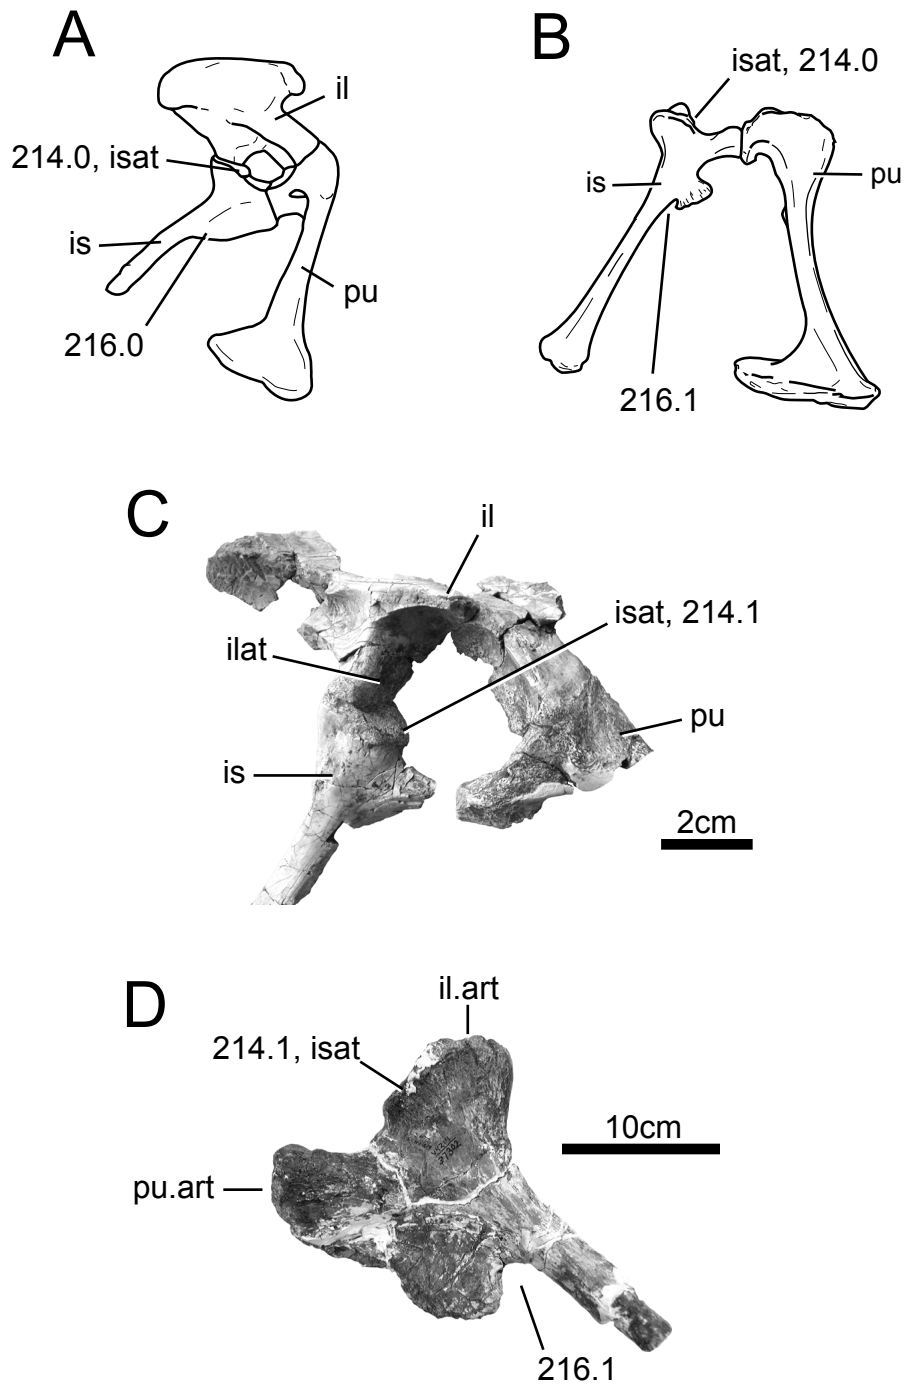 A
il
214.0, isat
is
pu
216.0
B
isat, 214.0
is
pu
216.1
C
il
isat, 214.1
ilat
pu
is
2cm
D
il.art
214.1, isat
10cm
pu.art
216.1